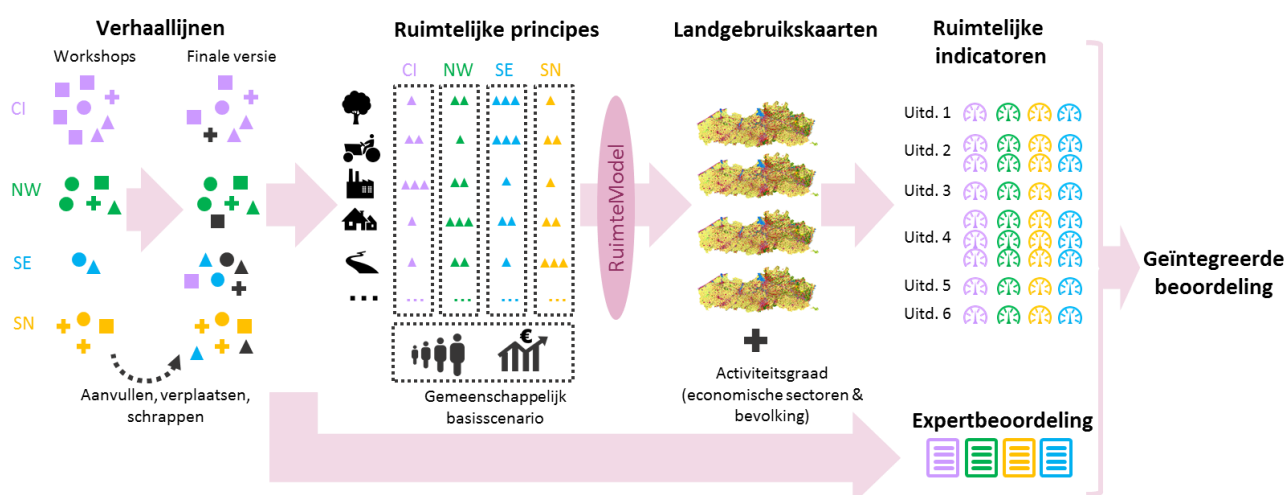 Verhaallijnen
Workshops
Finale versie
CI
NW
SE
SN
Aanvullen, verplaatsen,
schrappen
Ruimtelijke principes
CI
NW
SE
SN
...
...
...
...
...
€
Gemeenschappelijk
basisscenario
RuimteModel
Landgebruikskaarten
Activiteitsgraad
(economische sectoren &
bevolking)
Ruimtelijke
indicatoren
Uitd. 1
Uitd. 2
Uitd. 3
Uitd. 4
Uitd. 5
Uitd. 6
Expertbeoordeling
Geïntegreerde
beoordeling